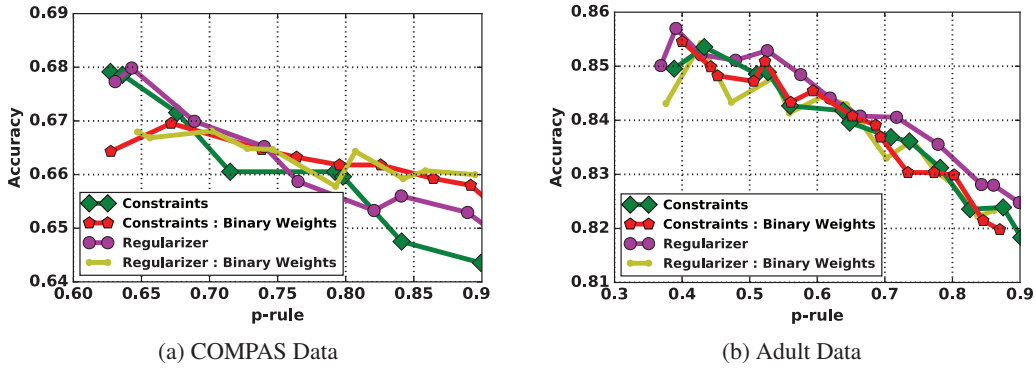 0.69
0.68
0.67
0.66
0.65
0.64
Accuracy
Constraints
Constraints : Binary Weights
Regularizer
Regularizer : Binary Weights
0.60 0.65 0.70 0.75 0.80 0.85 0.9
p-rule
(a) COMPAS Data
0.86
0.85
0.84
0.83
0.82
0.81
Accuracy
Constraints
Constraints : Binary Weights
Regularizer
Regularizer : Binary Weights
0.3 0.4 0.5 0.6 0.7 0.8 0.9
p-rule
(b) Adult Data